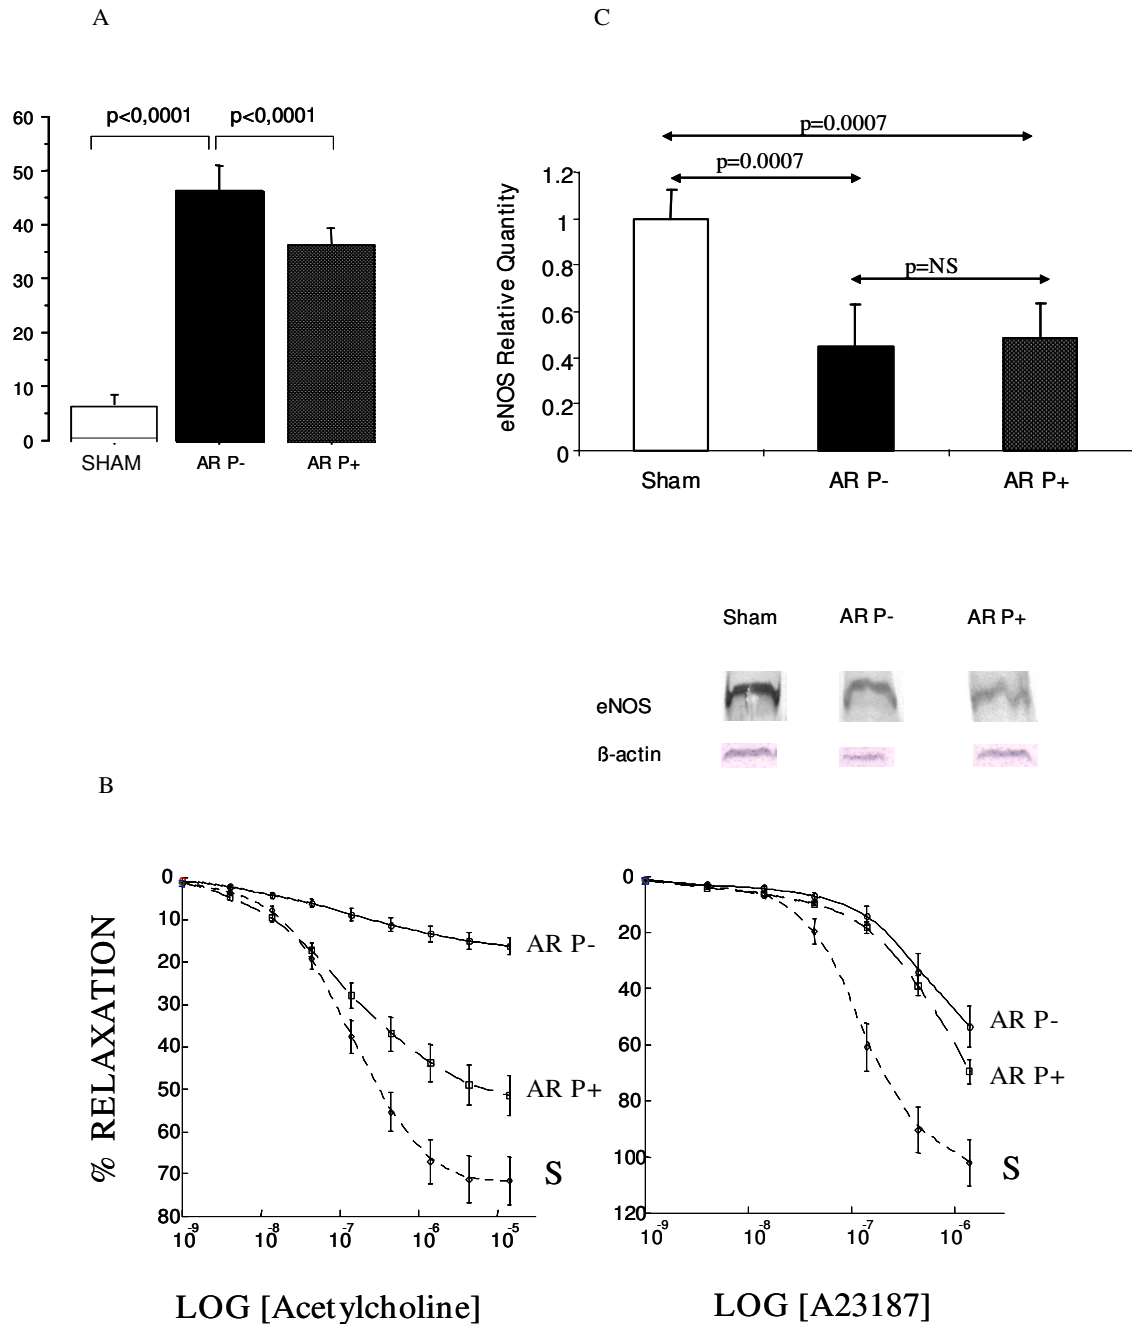 A
C
p<0,0001
p<0,0001
60
50
40
30
20
10
0
SHAM
AR P-
AR P+
p=0.0007
p=0.0007
p=NS
eNOS Relative Quantity
1.2
1
0.8
0.6
0.4
0.2
0
Sham
AR P-
AR P+
Sham
AR P-
AR P+
eNOS
ß-actin
B
% RELAXATION
0
10
20
30
40
50
60
70
80
AR P-
AR P+
S
10⁻⁹
10⁻⁸
10⁻⁷
10⁻⁶
10⁻⁵
LOG [Acetylcholine]
0
20
40
60
80
100
120
AR P-
AR P+
S
10⁻⁹
10⁻⁸
10⁻⁷
10⁻⁶
LOG [A23187]